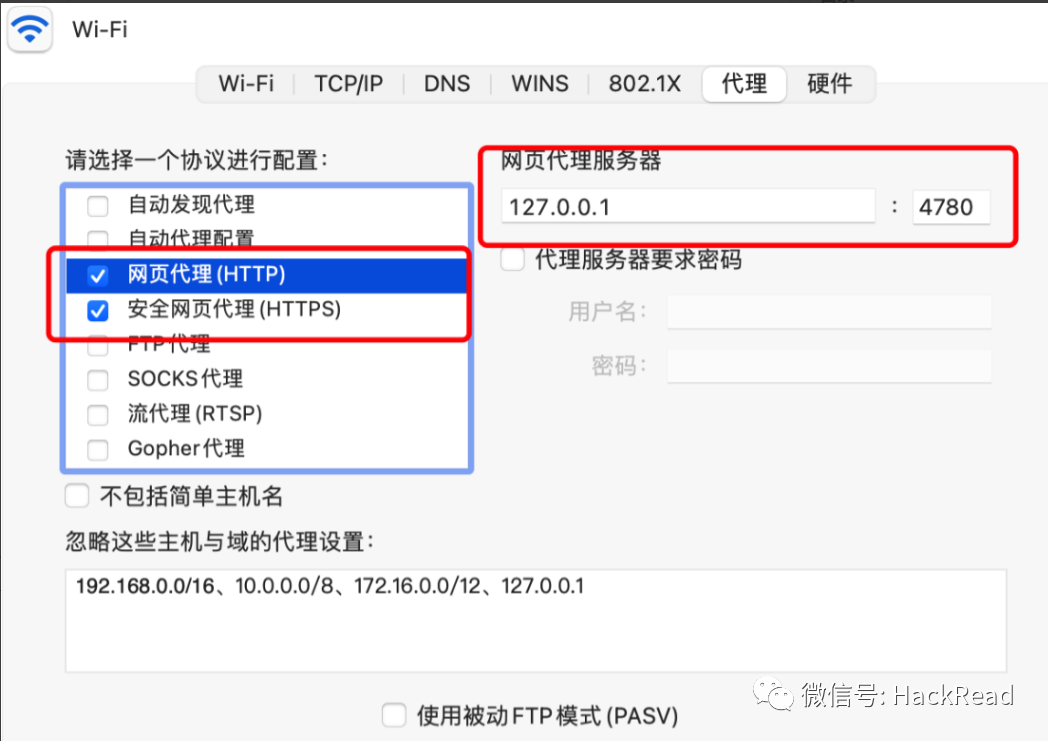 Wi-Fi
Wi-Fi TCP/IP DNS WINS 802.1X 代理 硬件
请选择一个协议进行配置：
自动发现代理
自动代理配置
网页代理(HTTP)
安全网页代理(HTTPS)
FTP代理
SOCKS代理
流代理(RTSP)
Gopher代理
网页代理服务器
127.0.0.1 : 4780
代理服务器要求密码
用户名：
密码：
不包括简单主机名
忽略这些主机与域的代理设置：
192.168.0.0/16、10.0.0.0/8、172.16.0.0/12、127.0.0.1
使用被动FTP模式(PASV)
微信号: HackRead